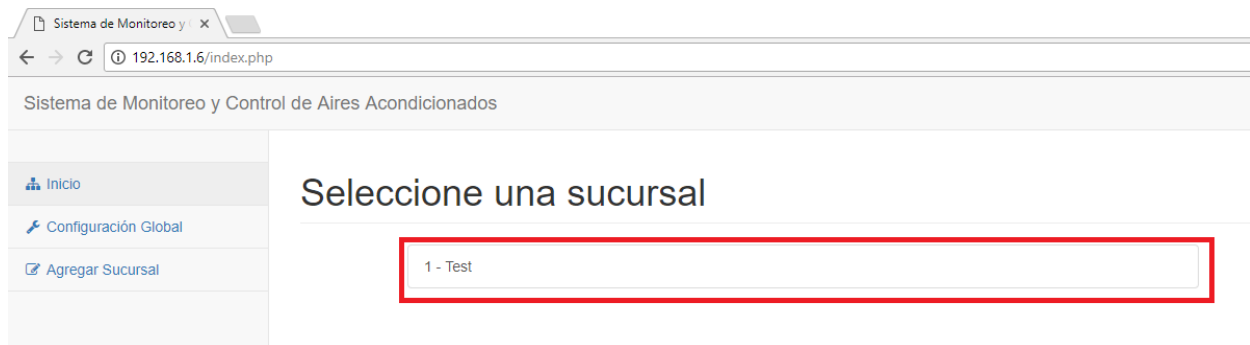 Sistema de Monitoreo y
192.168.1.6/index.php
Sistema de Monitoreo y Control de Aires Acondicionados
Inicio
Configuración Global
Agregar Sucursal
Seleccione una sucursal
1 - Test